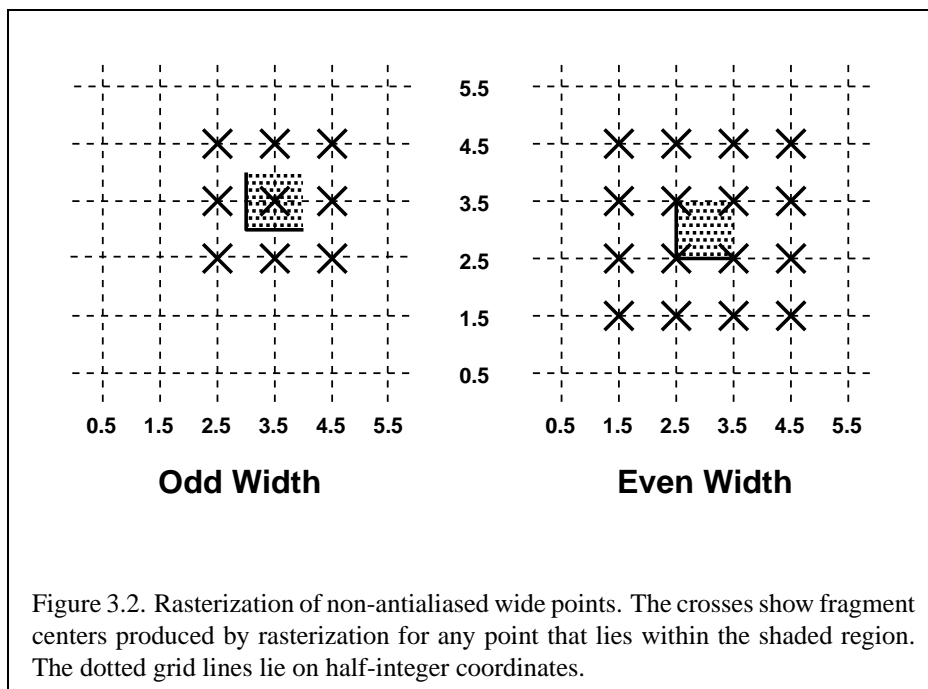 5.5
4.5
3.5
2.5
1.5
0.5
0.5 1.5 2.5 3.5 4.5 5.5 0.5 1.5 2.5 3.5 4.5 5.5
Odd Width Even Width
Figure 3.2. Rasterization of non-antialiased wide points. The crosses show fragment
centers produced by rasterization for any point that lies within the shaded region.
The dotted grid lines lie on half-integer coordinates.